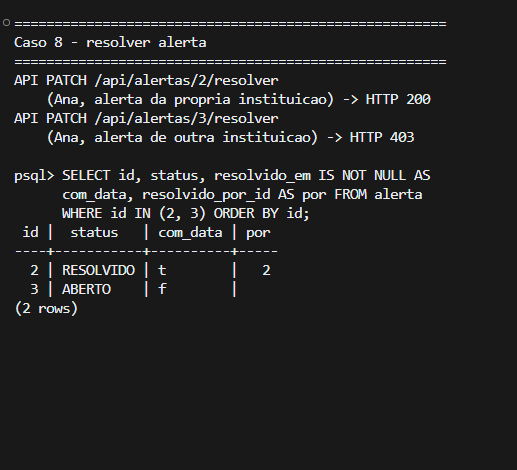 =====================================================
Caso 8 - resolver alerta
=====================================================
API PATCH /api/alertas/2/resolver
    (Ana, alerta da propria instituicao) -> HTTP 200
API PATCH /api/alertas/3/resolver
    (Ana, alerta de outra instituicao) -> HTTP 403
psql> SELECT id, status, resolvido_em IS NOT NULL AS
      com_data, resolvido_por_id AS por FROM alerta
      WHERE id IN (2, 3) ORDER BY id;
 id |  status   | com_data | por
----+-----------+----------+-----
  2 | RESOLVIDO | t        |   2
  3 | ABERTO    | f        |
(2 rows)